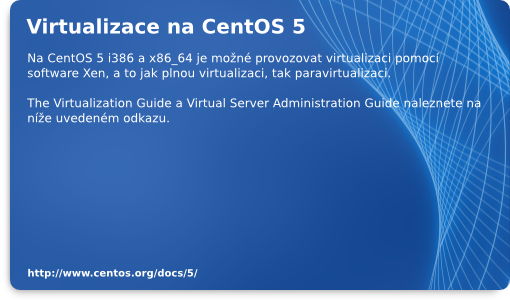 Virtualizace na CentOS 5
Na CentOS 5 i386 a x86_64 je možné provozovat virtualizaci pomocí
software Xen, a to jak plnou virtualizaci, tak paravirtualizaci.
The Virtualization Guide a Virtual Server Administration Guide naleznete na
níže uvedeném odkazu.
http://www.centos.org/docs/5/